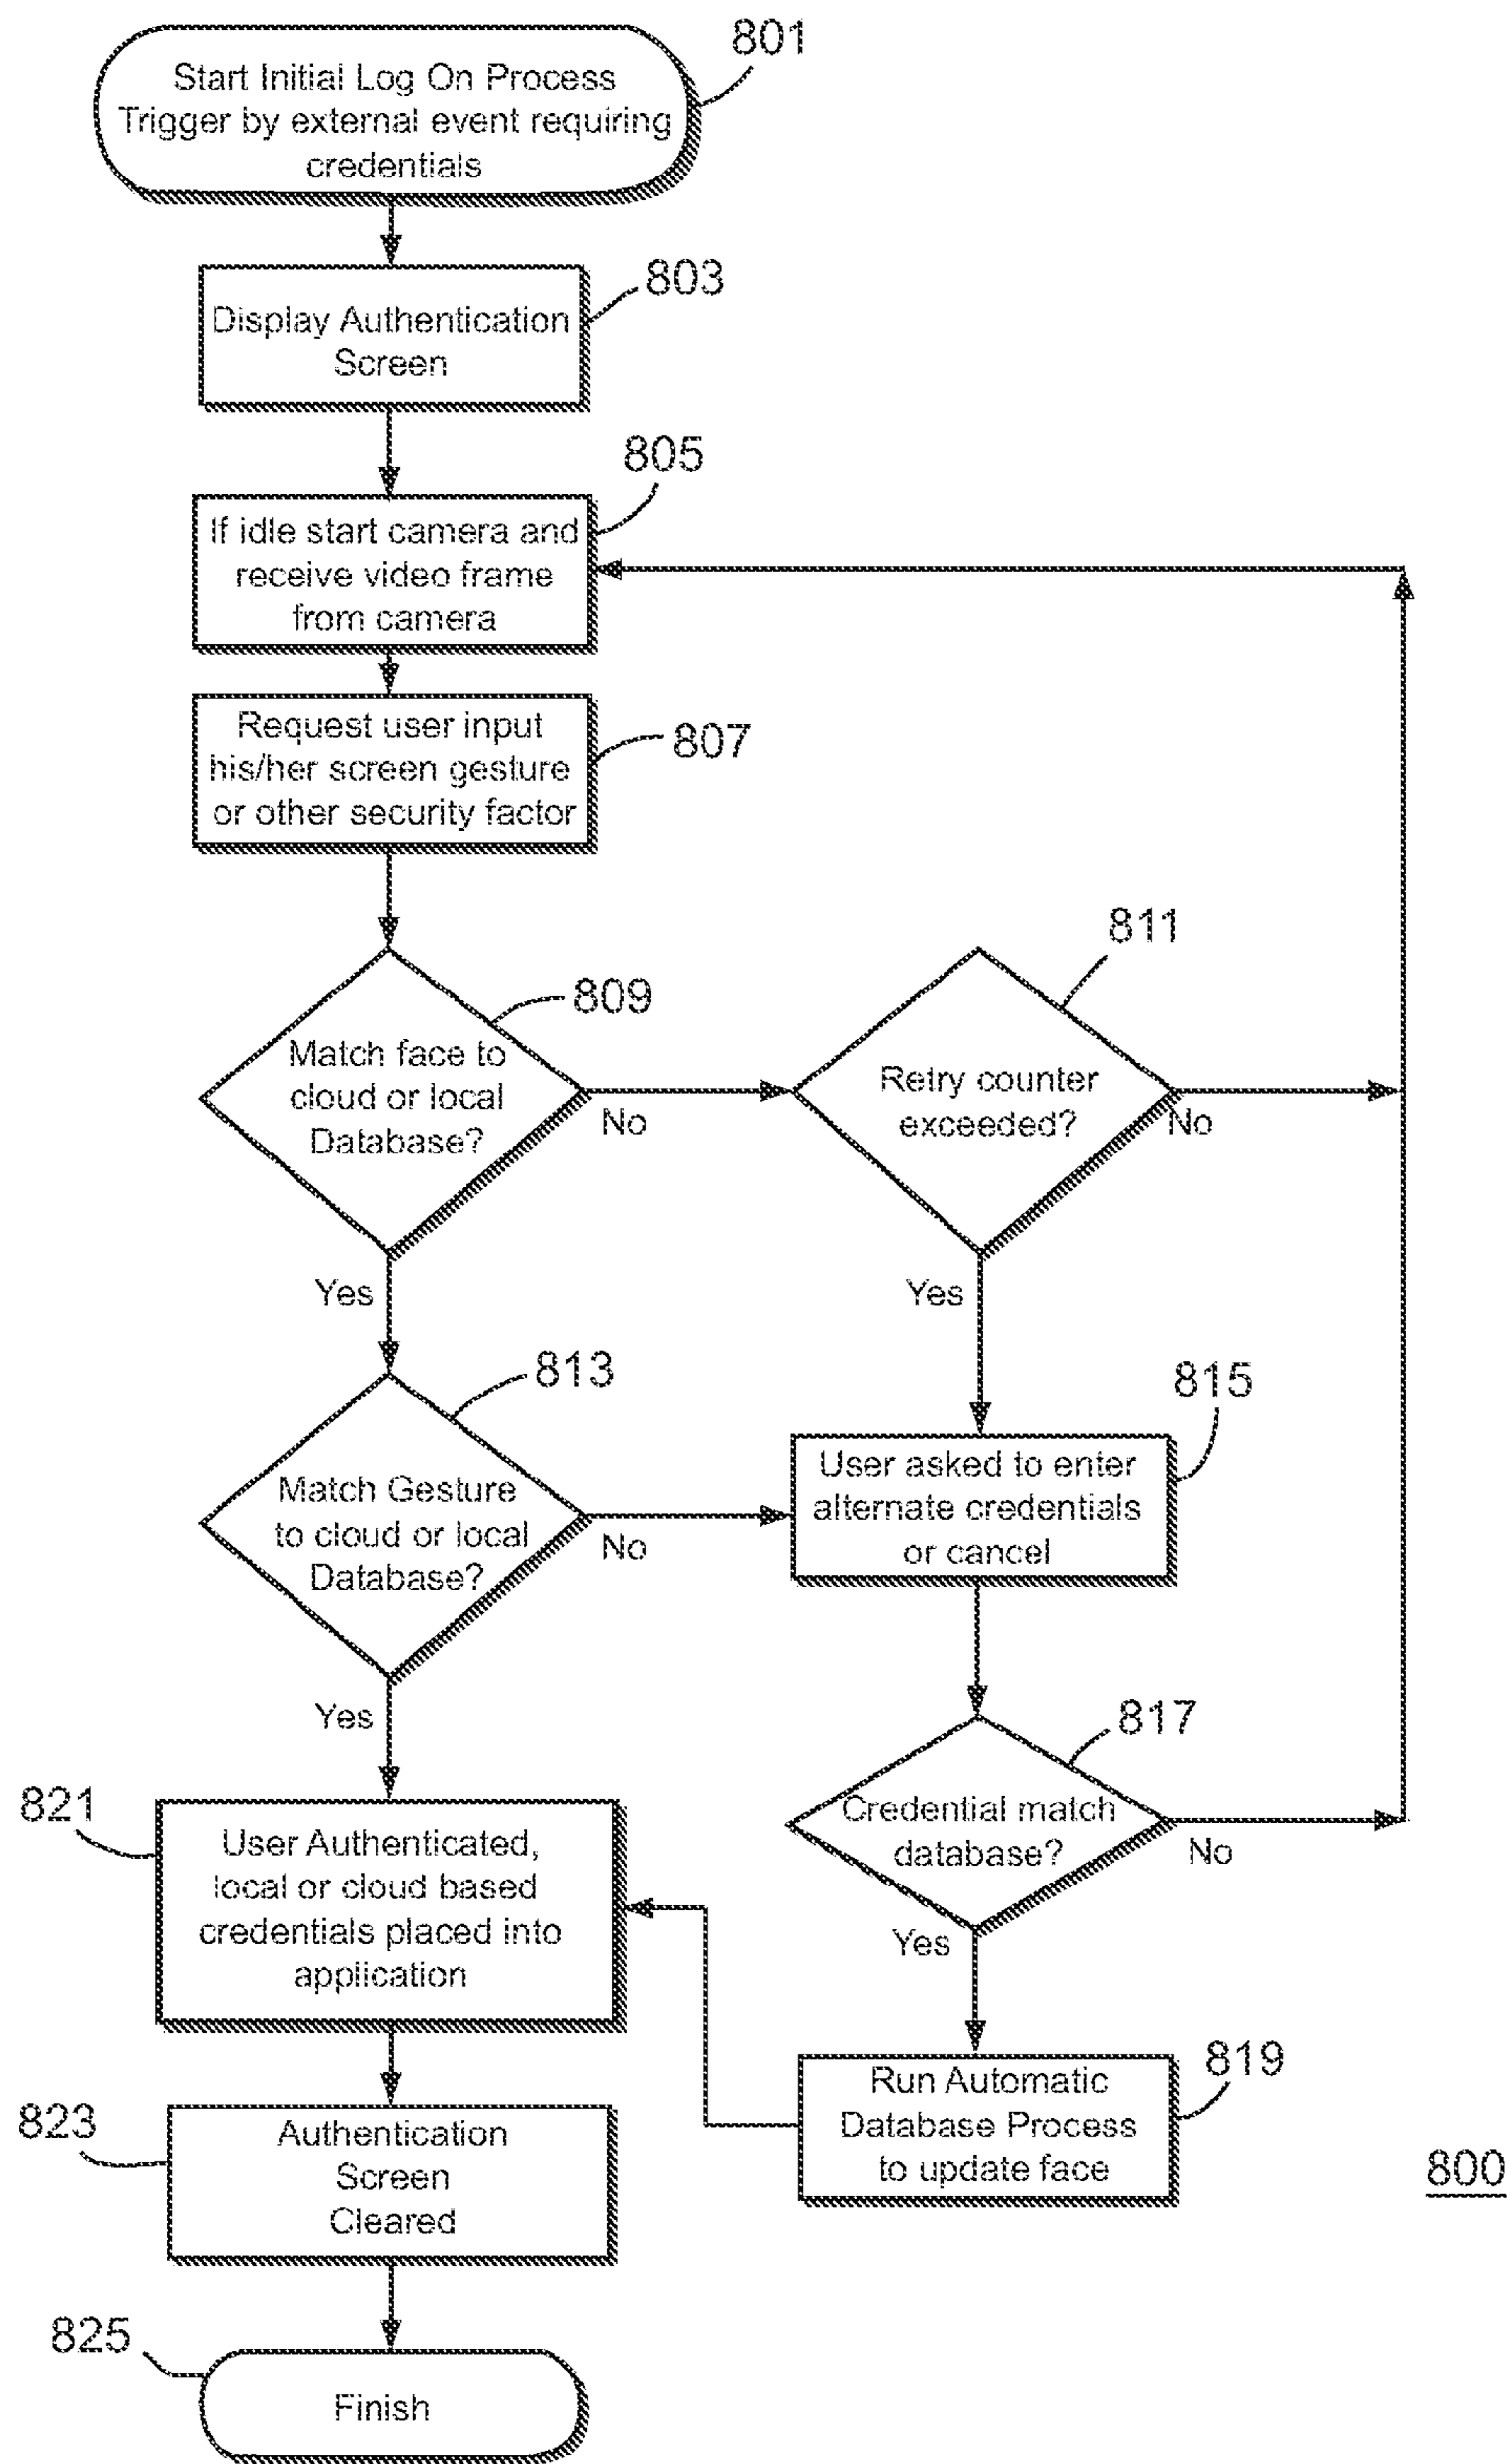 801
Start Initial Log On Process
Trigger by external event requiring
credentials
803
Display Authentication
Screen
805
If idle start camera and
receive video frame
from camera
Request user input
his/her screen gesture
or other security factor
807
811
809
Match face to
cloud or local
Database?
No
Retry counter
exceeded?
No
Yes
Yes
813
815
Match Gesture
to cloud or local
Database?
No
User asked to enter
alternate credentials
or cancel
Yes
817
Credential match
database?
No
Yes
821
User Authenticated,
local or cloud based
credentials placed into
application
819
Run Automatic
Database Process
to update face
823
Authentication
Screen
Cleared
800
825
Finish